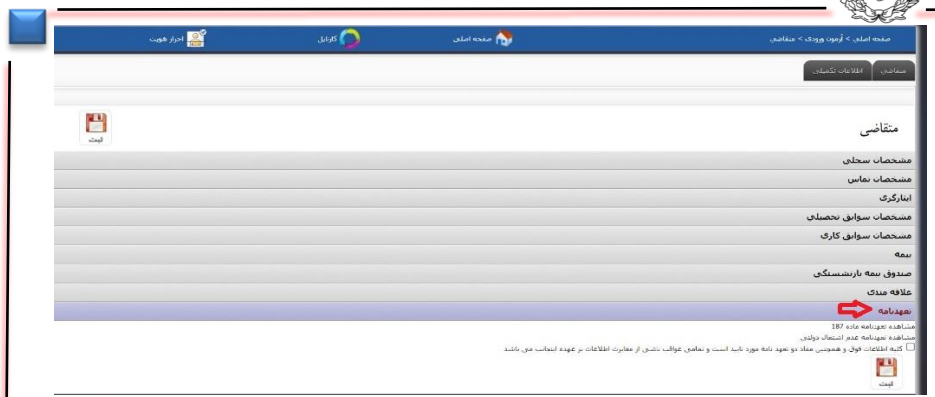 صفحه اصلی > آزمون ورودی > متقاضی
صفحه اصلی
کارتابل
احراز هویت
متقاضی
اطلاعات تکمیلی
متقاضی
ثبت
مشخصات سجلی
مشخصات تماس
ایثارگری
مشخصات سوابق تحصیلی
مشخصات سوابق کاری
بیمه
صندوق بیمه بازنشستگی
علاقه مندی
تعهدنامه
مشاهده تعهدنامه ماده 187
مشاهده تعهدنامه عدم اشتغال دولتی
کلیه اطلاعات فوق و همچنین مفاد دو تعهد نامه مورد تایید است و تمامی عواقب ناشی از مغایرت اطلاعات بر عهده اینجانب می باشد
ثبت